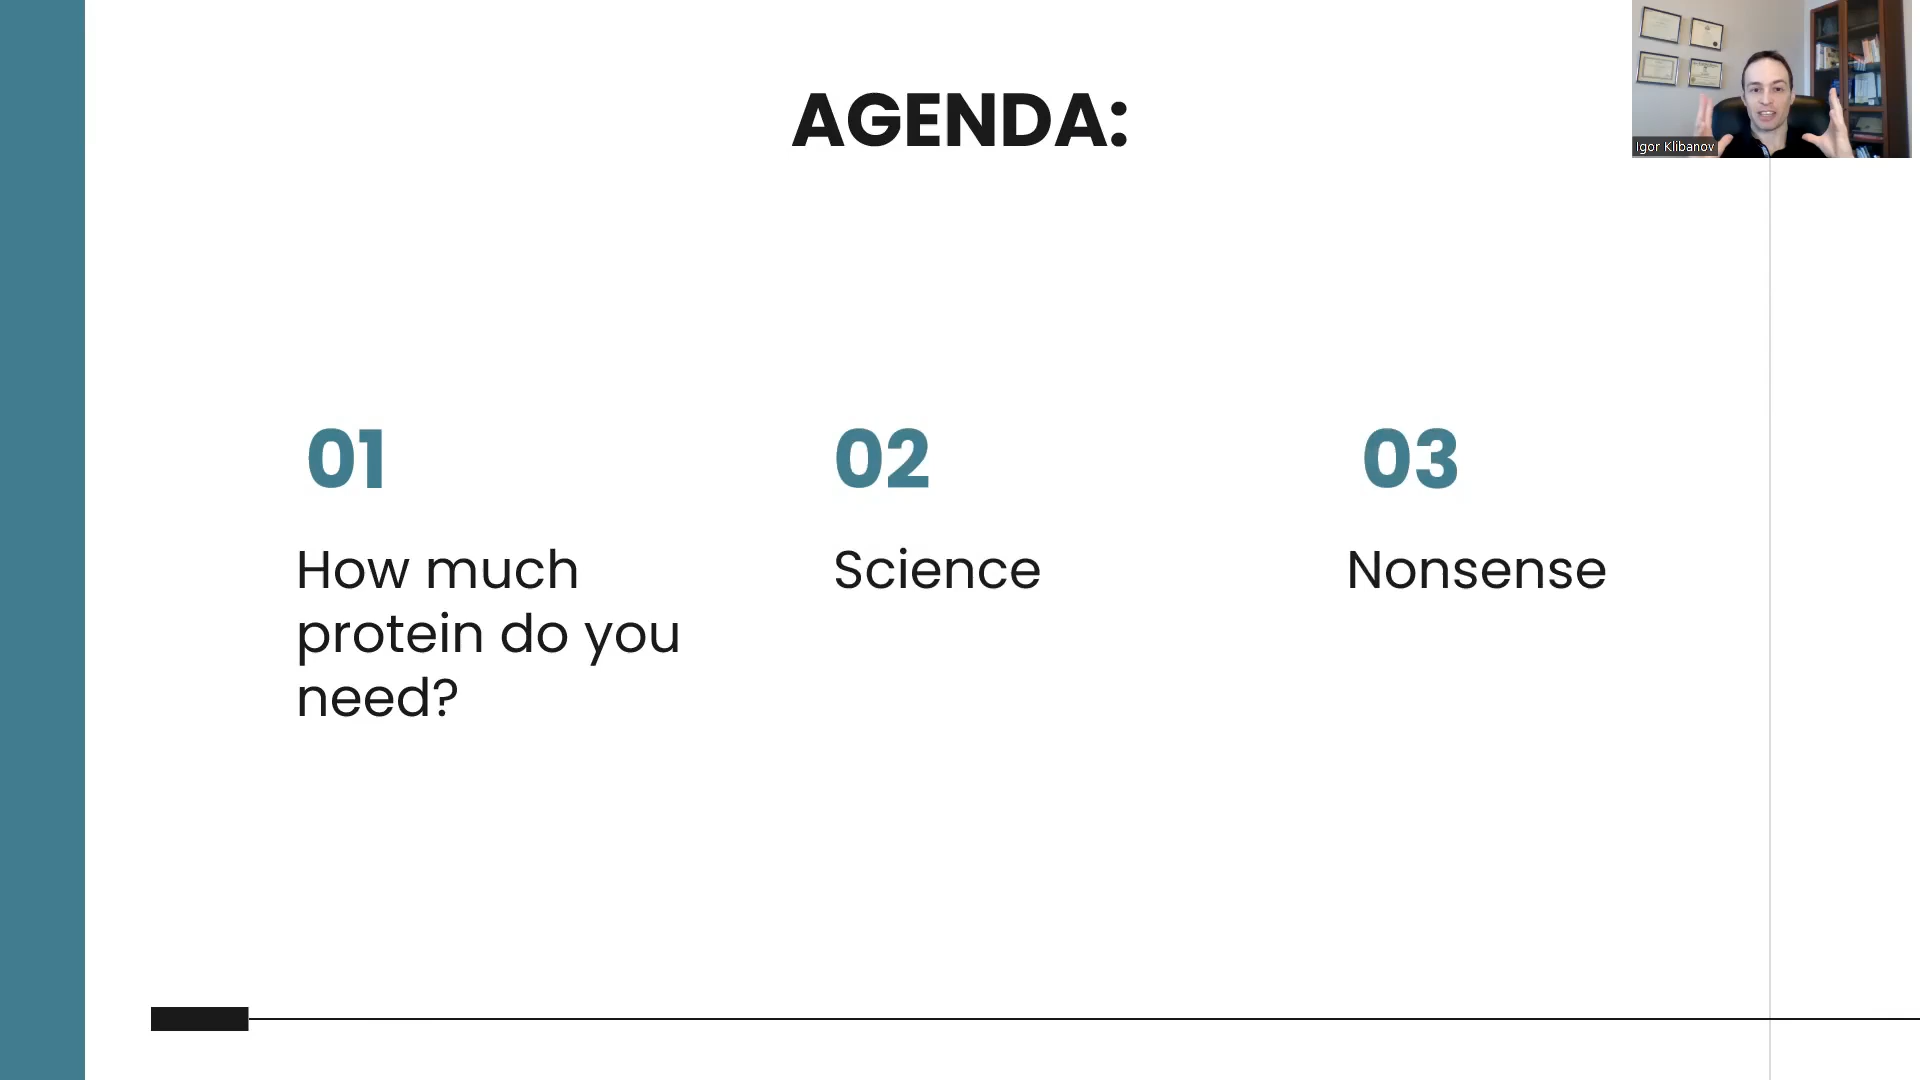 AGENDA:
Igor Klibanov
01
How much
protein do you
need?
02
Science
03
Nonsense